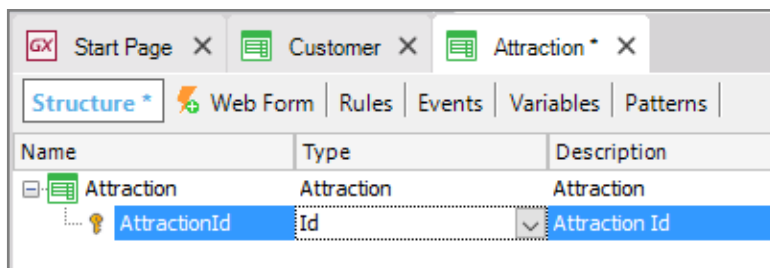 GX Start Page Customer Attraction *
Structure * Web Form Rules Events Variables Patterns
Name Type Description
Attraction Attraction Attraction
AttractionId Id Attraction Id